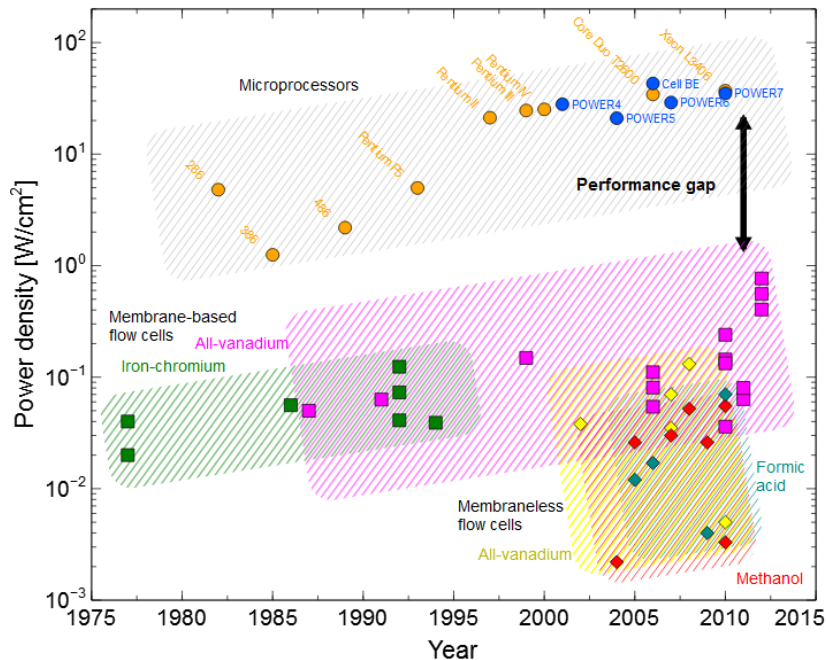 10²
10¹
10⁰
10⁻¹
10⁻²
10⁻³
Power density [W/cm²]
1975
1980
1985
1990
1995
2000
2005
2010
2015
Year
Microprocessors
286
386
486
Pentium P5
Pentium II
Pentium III
Pentium IV
Core Duo T2600
Xeon L3406
Cell BE
POWER4
POWER5
POWER6
POWER7
Performance gap
Membrane-based
flow cells
All-vanadium
Iron-chromium
Membraneless
flow cells
All-vanadium
Formic
acid
Methanol